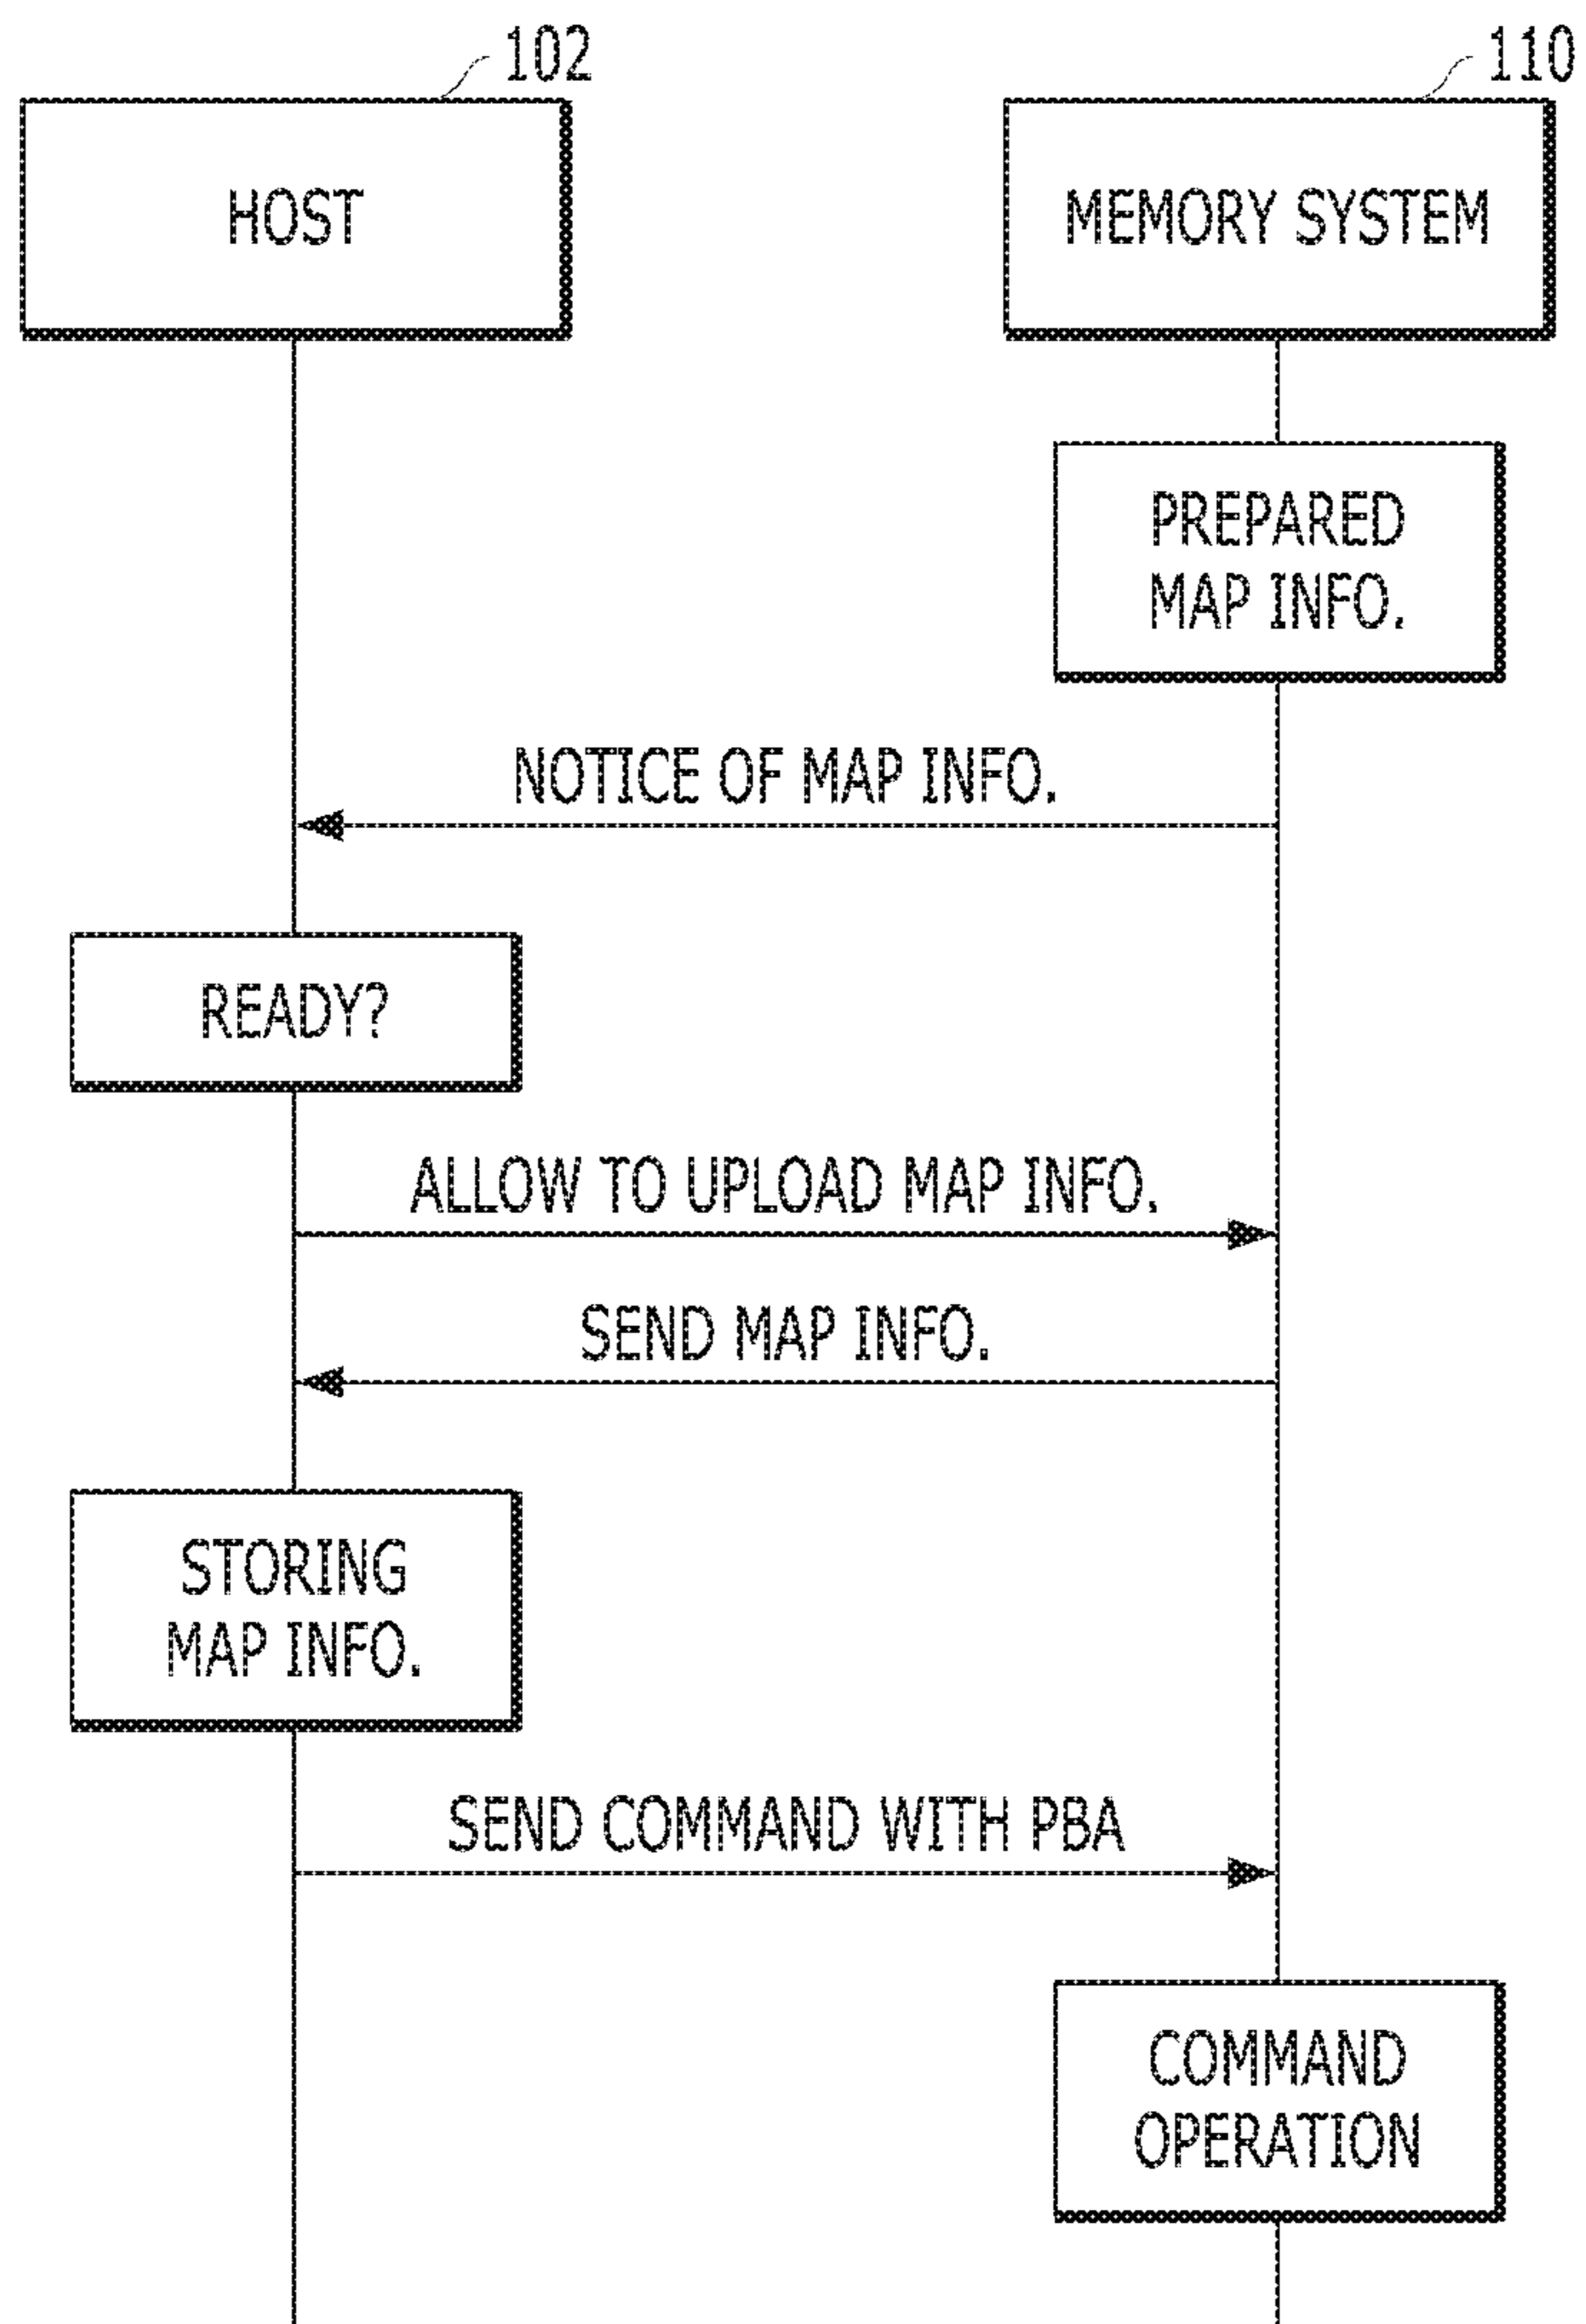 102
110
HOST
MEMORY SYSTEM
PREPARED
MAP INFO.
NOTICE OF MAP INFO.
READY?
ALLOW TO UPLOAD MAP INFO.
SEND MAP INFO.
STORING
MAP INFO.
SEND COMMAND WITH PBA
COMMAND
OPERATION